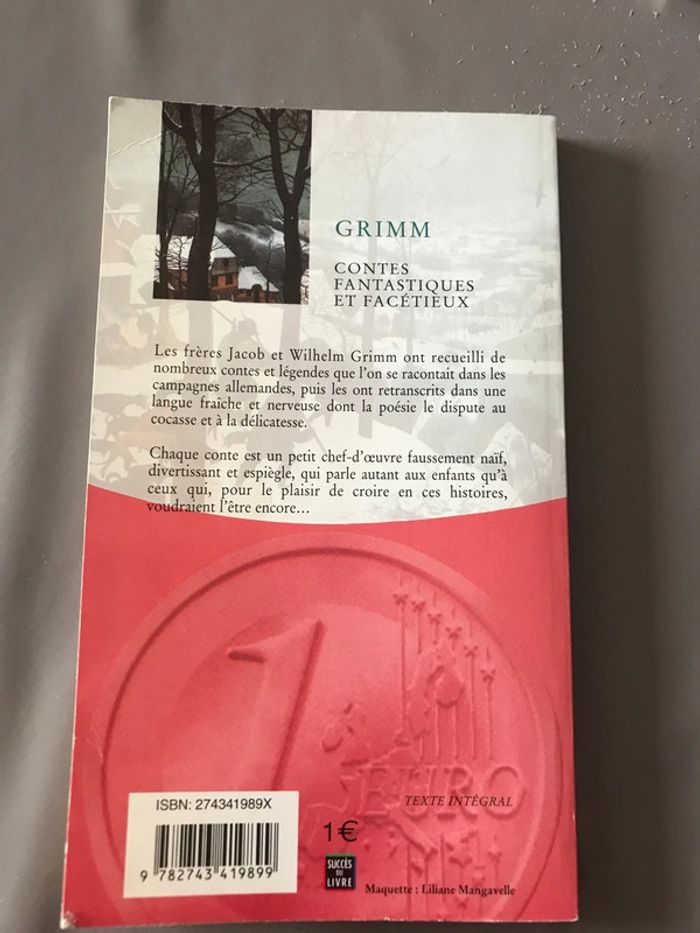 GRIMM
CONTES
FANTASTIQUES
ET FACÉTIEUX
Les frères Jacob et Wilhelm Grimm ont recueilli de
nombreux contes et légendes que l'on se racontait dans les
campagnes allemandes, puis les ont retranscrits dans une
langue fraîche et nerveuse dont la poésie le dispute au
cocasse et à la délicatesse.
Chaque conte est un petit chef-d'œuvre faussement naïf,
divertissant et espiègle, qui parle autant aux enfants qu'à
ceux qui, pour le plaisir de croire en ces histoires,
voudraient l'être encore...
1
EURO
TEXTE INTÉGRAL
ISBN: 274341989X
1€
9 782743 419899
SUCCÈS
DU
LIVRE
Maquette : Liliane Mangavelle